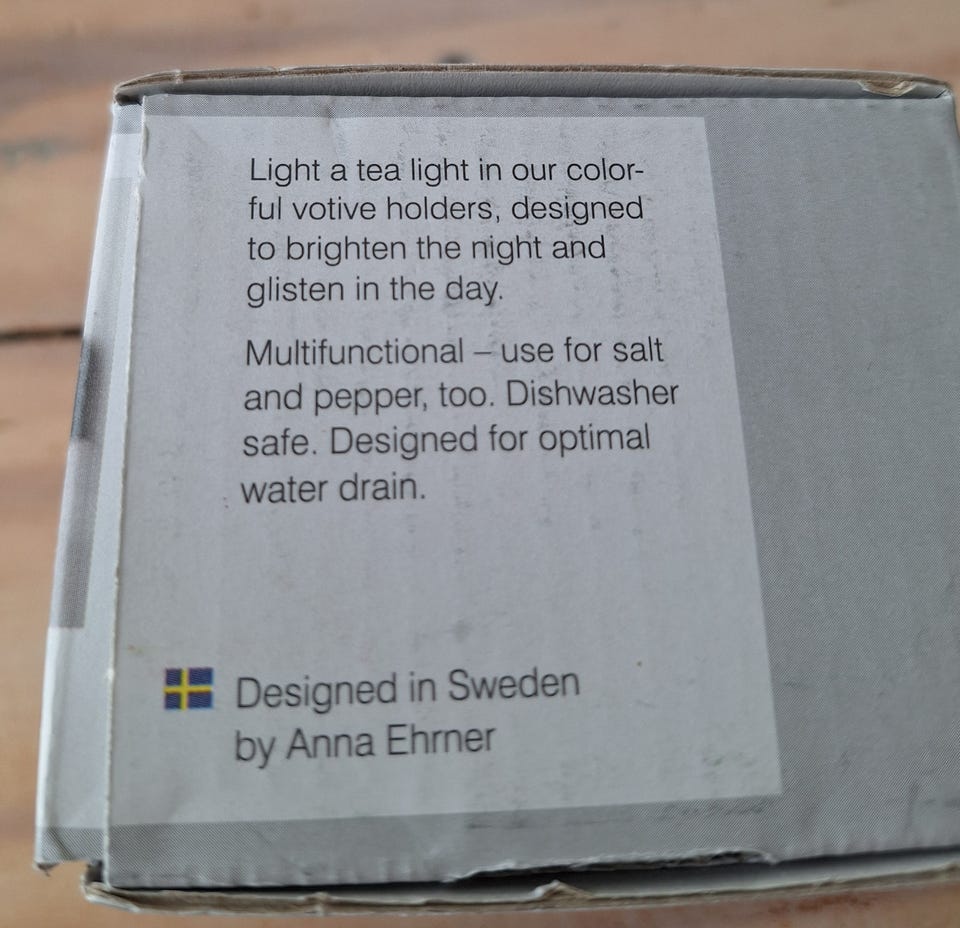 Light a tea light in our color-
ful votive holders, designed
to brighten the night and
glisten in the day.
Multifunctional – use for salt
and pepper, too. Dishwasher
safe. Designed for optimal
water drain.
Designed in Sweden
by Anna Ehrner